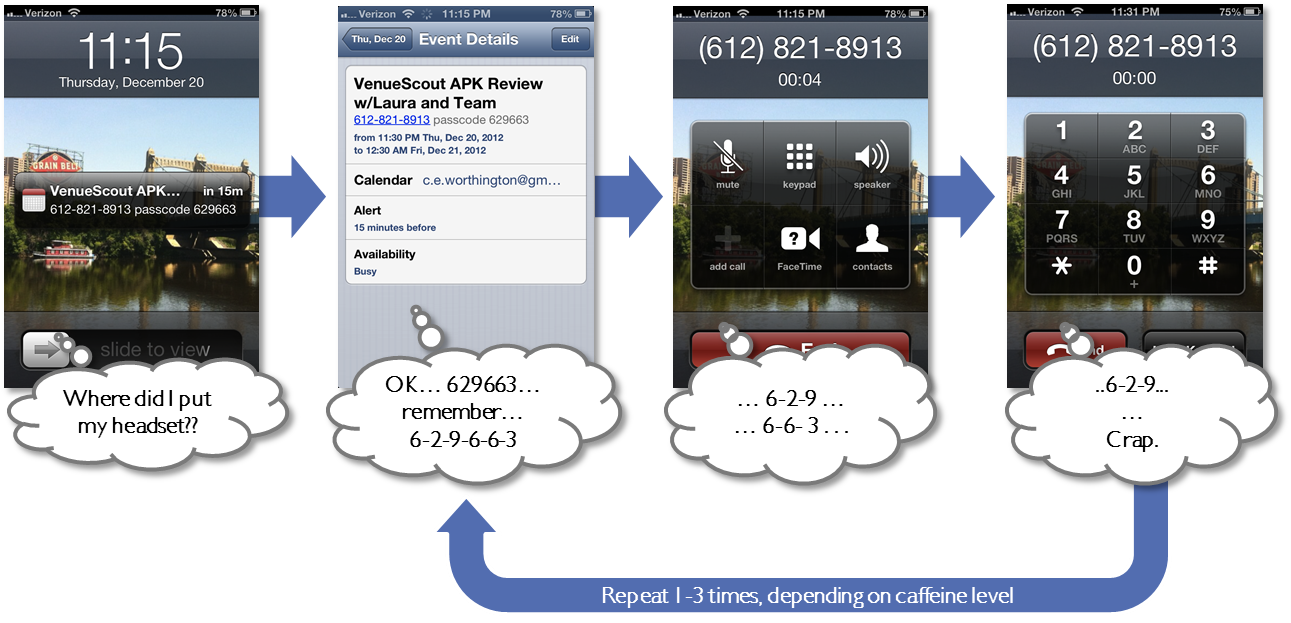 Verizon 78%
11:15
Thursday, December 20
GRAIN BELT
VenueScout APK... in 15m
612-821-8913 passcode 629663
slide to view
Where did I put
my headset??
Verizon 11:15 PM 78%
Thu, Dec 20 Event Details Edit
VenueScout APK Review
w/Laura and Team
612-821-8913 passcode 629663
from 11:30 PM Thu, Dec 20, 2012
to 12:30 AM Fri, Dec 21, 2012
Calendar c.e.worthington@gm...
Alert
15 minutes before
Availability
Busy
OK... 629663...
remember...
6-2-9-6-6-3
Verizon 11:15 PM 78%
(612) 821-8913
00:04
mute keypad speaker
add call FaceTime contacts
... 6-2-9 ...
... 6-6- 3 . . .
Verizon 11:31 PM 75%
(612) 821-8913
00:00
1 2 3
ABC DEF
4 5 6
GHI JKL MNO
7 8 9
PQRS TUV WXYZ
* 0 #
+
..6-2-9...
...
Crap.
Repeat 1-3 times, depending on caffeine level